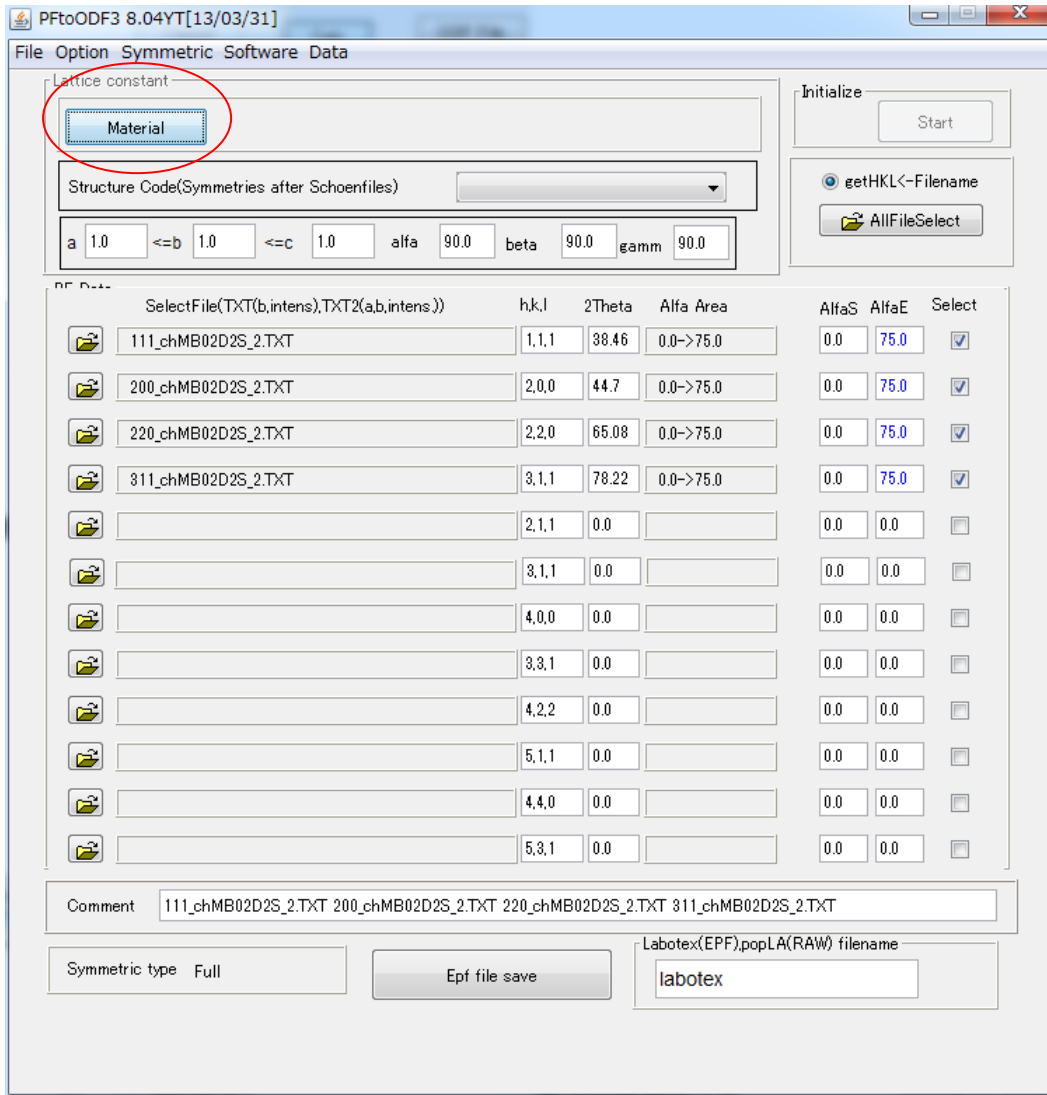 PFtoODF3 8.04YT[13/03/31]
File Option Symmetric Software Data
Lattice constant
Material
Initialize
Start
Structure Code(Symmetries after Schoenfiles)
getHKL<-Filename
AllFileSelect
a 1.0 <=b 1.0 <=c 1.0 alfa 90.0 beta 90.0 gamm 90.0
PF Data
SelectFile(TXT(b,intens),TXT2(a,b,intens.)) h,k,l 2Theta Alfa Area AlfaS AlfaE Select
111_chMB02D2S_2.TXT 1,1,1 38.46 0.0->75.0 0.0 75.0
200_chMB02D2S_2.TXT 2,0,0 44.7 0.0->75.0 0.0 75.0
220_chMB02D2S_2.TXT 2,2,0 65.08 0.0->75.0 0.0 75.0
311_chMB02D2S_2.TXT 3,1,1 78.22 0.0->75.0 0.0 75.0
2,1,1 0.0 0.0 0.0
3,1,1 0.0 0.0 0.0
4,0,0 0.0 0.0 0.0
3,3,1 0.0 0.0 0.0
4,2,2 0.0 0.0 0.0
5,1,1 0.0 0.0 0.0
4,4,0 0.0 0.0 0.0
5,3,1 0.0 0.0 0.0
Comment 111_chMB02D2S_2.TXT 200_chMB02D2S_2.TXT 220_chMB02D2S_2.TXT 311_chMB02D2S_2.TXT
Symmetric type Full
Epf file save
Labotex(EPF),popLA(RAW) filename
labotex